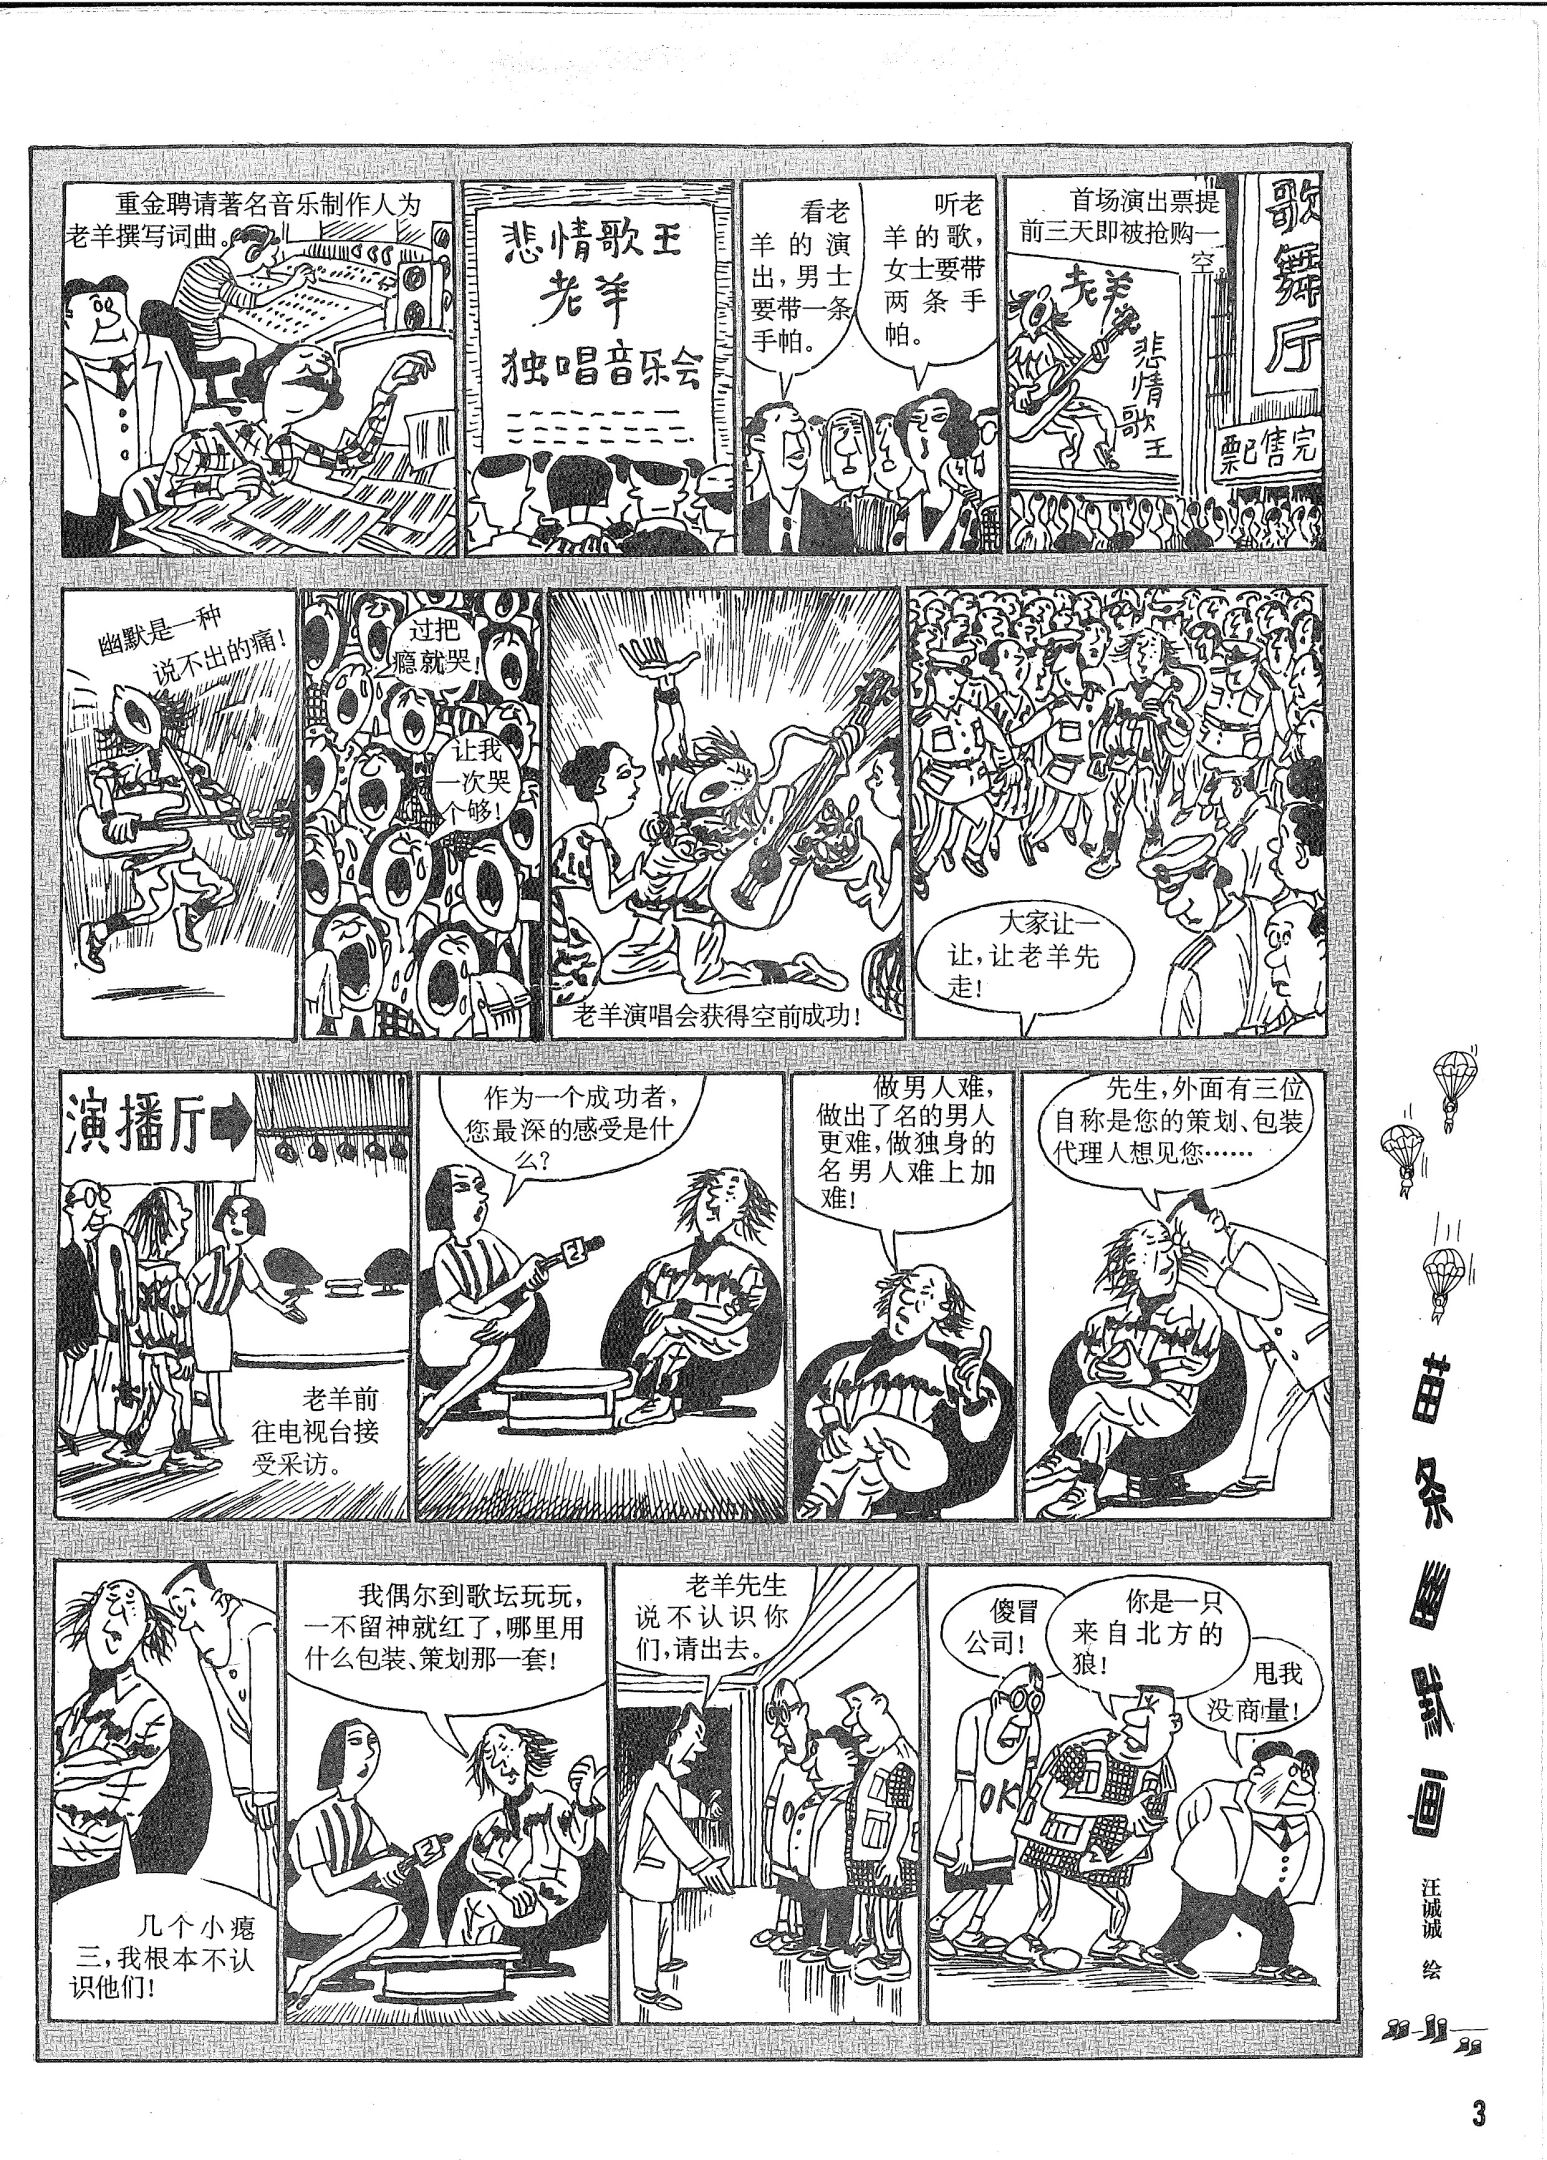 重金聘请著名音乐制作人为
老羊撰写词曲。
悲情歌王
老羊
独唱音乐会
看老
羊的演
出,男士
要带一条
手帕。
听老
羊的歌,
女士要带
两条手
帕。
首场演出票提
前三天即被抢购一
空
老羊
悲情歌王
歌舞厅
票已售完
幽默是一种
说不出的痛!
过把
瘾就哭!
让我
一次哭
个够!
老羊演唱会获得空前成功!
大家让一
让,让老羊先
走!
演播厅
老羊前
往电视台接
受采访。
作为一个成功者,
您最深的感受是什
么?
2
做男人难,
做出了名的男人
更难,做独身的
名男人难上加
难!
先生,外面有三位
自称是您的策划、包装
代理人想见您……
几个小瘪
三,我根本不认
识他们!
我偶尔到歌坛玩玩,
一不留神就红了,哪里用
什么包装、策划那一套!
2
老羊先生
说不认识你
们,请出去。
傻冒
公司!
你是一只
来自北方的
狼!
甩我
没商量!
OK
苗条幽默画
汪诚诚 绘
3